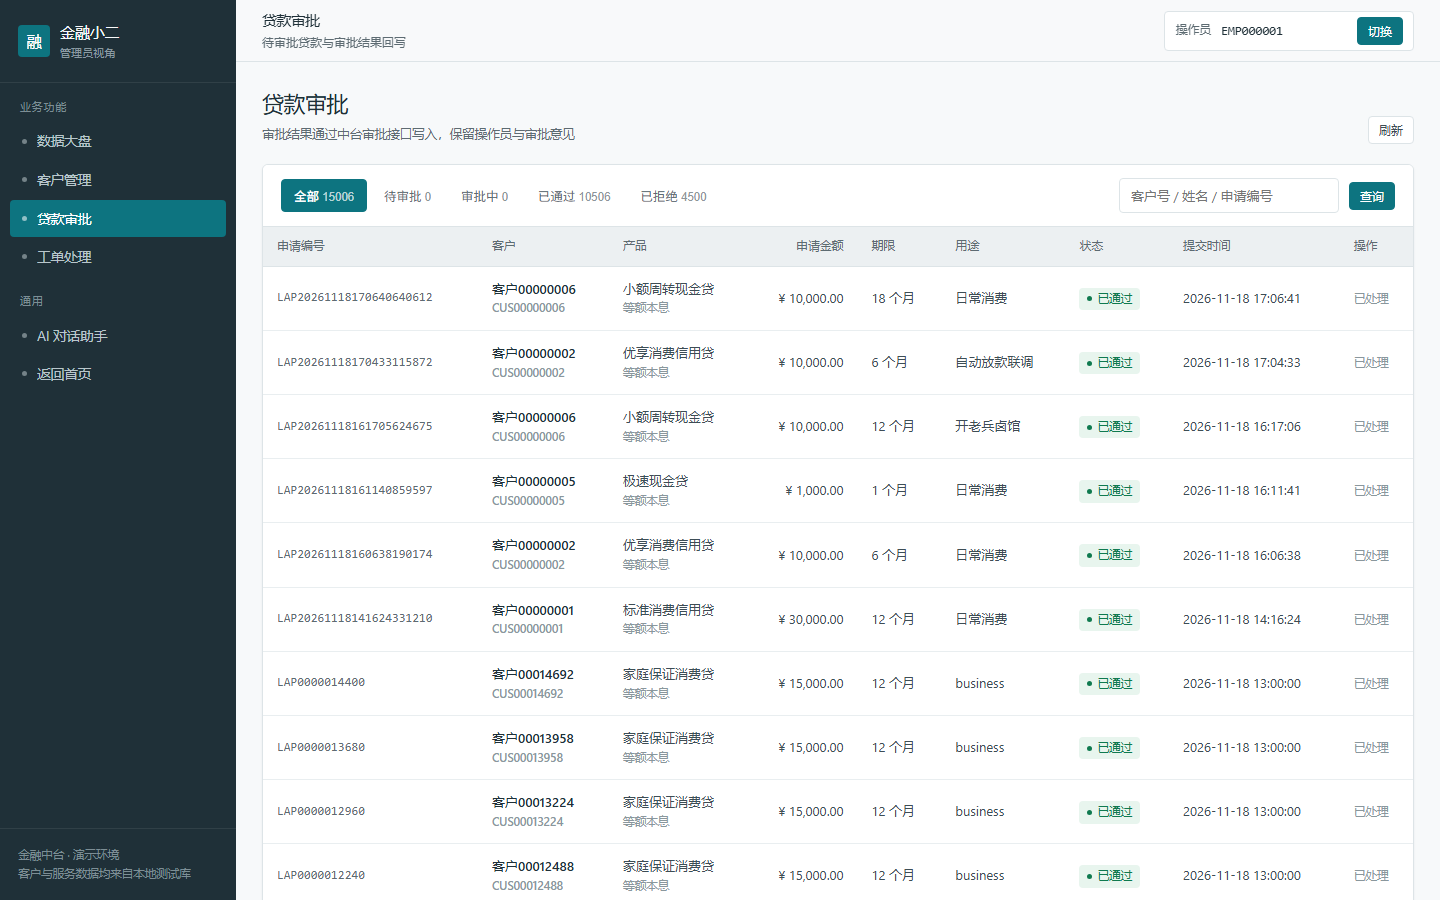 融
金融小二
管理员视角
业务功能
数据大盘
客户管理
贷款审批
工单处理
通用
AI 对话助手
返回首页
金融中台 · 演示环境
客户与服务数据均来自本地测试库
贷款审批
待审批贷款与审批结果回写
操作员 EMP000001 切换
贷款审批
审批结果通过中台审批接口写入，保留操作员与审批意见
刷新
全部 15006 待审批 0 审批中 0 已通过 10506 已拒绝 4500 客户号 / 姓名 / 申请编号 查询
申请编号 客户 产品 申请金额 期限 用途 状态 提交时间 操作
LAP20261118170640640612 客户00000006 小额周转现金贷 ¥ 10,000.00 18 个月 日常消费 已通过 2026-11-18 17:06:41 已处理
CUS00000006 等额本息
LAP20261118170433115872 客户00000002 优享消费信用贷 ¥ 10,000.00 6 个月 自动放款联调 已通过 2026-11-18 17:04:33 已处理
CUS00000002 等额本息
LAP20261118161705624675 客户00000006 小额周转现金贷 ¥ 10,000.00 12 个月 开老兵卤馆 已通过 2026-11-18 16:17:06 已处理
CUS00000006 等额本息
LAP20261118161140859597 客户00000005 极速现金贷 ¥ 1,000.00 1 个月 日常消费 已通过 2026-11-18 16:11:41 已处理
CUS00000005 等额本息
LAP20261118160638190174 客户00000002 优享消费信用贷 ¥ 10,000.00 6 个月 日常消费 已通过 2026-11-18 16:06:38 已处理
CUS00000002 等额本息
LAP20261118141624331210 客户00000001 标准消费信用贷 ¥ 30,000.00 12 个月 日常消费 已通过 2026-11-18 14:16:24 已处理
CUS00000001 等额本息
LAP0000014400 客户00014692 家庭保证消费贷 ¥ 15,000.00 12 个月 business 已通过 2026-11-18 13:00:00 已处理
CUS00014692 等额本息
LAP0000013680 客户00013958 家庭保证消费贷 ¥ 15,000.00 12 个月 business 已通过 2026-11-18 13:00:00 已处理
CUS00013958 等额本息
LAP0000012960 客户00013224 家庭保证消费贷 ¥ 15,000.00 12 个月 business 已通过 2026-11-18 13:00:00 已处理
CUS00013224 等额本息
LAP0000012240 客户00012488 家庭保证消费贷 ¥ 15,000.00 12 个月 business 已通过 2026-11-18 13:00:00 已处理
CUS00012488 等额本息